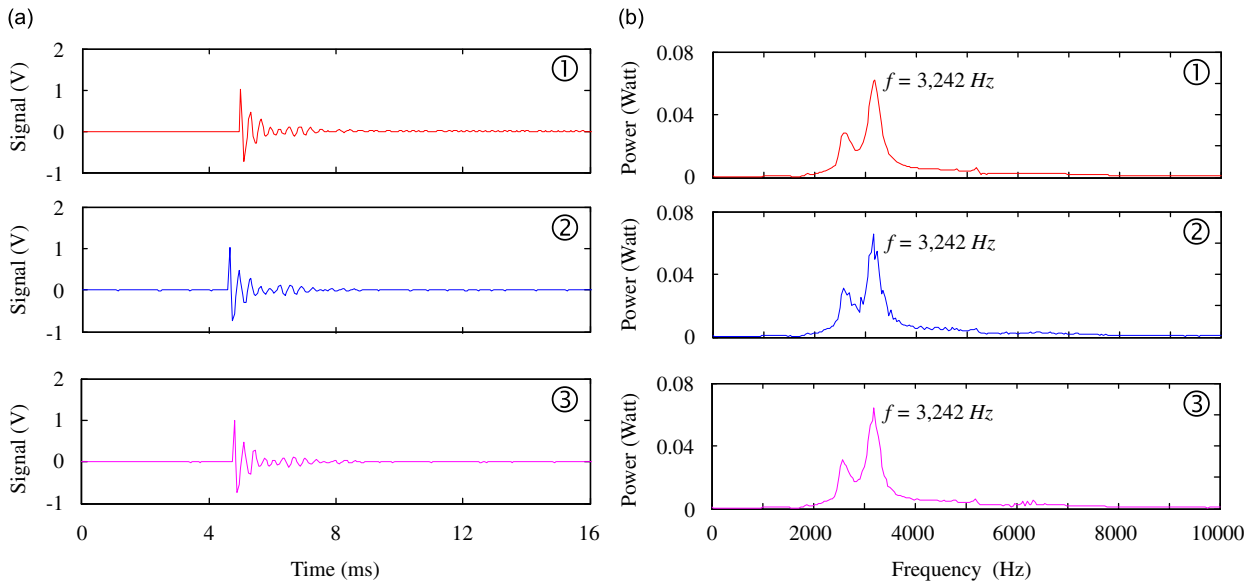 (a)
2
1
0
-1
Signal (V)
①
2
1
0
-1
Signal (V)
②
2
1
0
-1
Signal (V)
③
0 4 8 12 16
Time (ms)
(b)
0.08
0.04
0
Power (Watt)
f = 3,242 Hz
①
0.08
0.04
0
Power (Watt)
f = 3,242 Hz
②
0.08
0.04
0
Power (Watt)
f = 3,242 Hz
③
0 2000 4000 6000 8000 10000
Frequency (Hz)